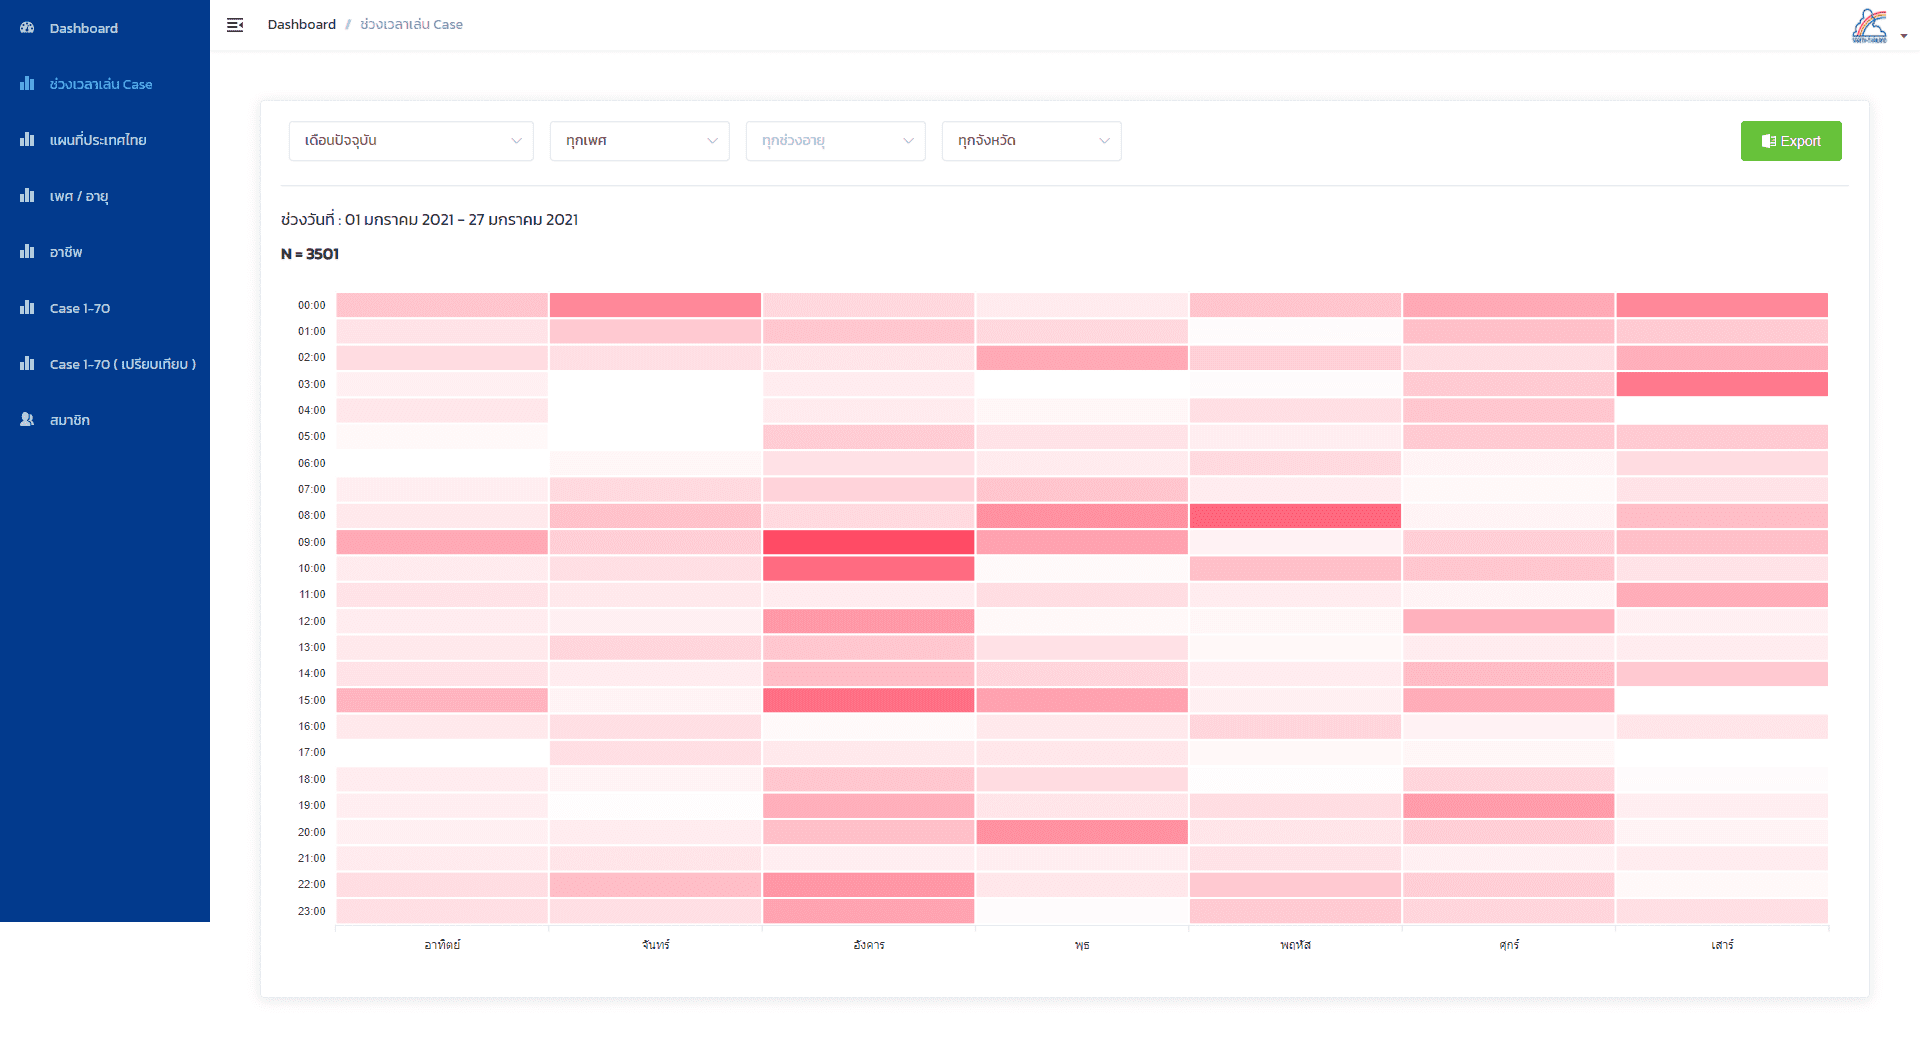 Dashboard
ช่วงเวลาเล่น Case
แผนที่ประเทศไทย
เพศ / อายุ
อาชีพ
Case 1-70
Case 1-70 ( เปรียบเทียบ )
สมาชิก
Dashboard / ช่วงเวลาเล่น Case
เดือนปัจจุบัน ทุกเพศ ทุกช่วงอายุ ทุกจังหวัด Export
ช่วงวันที่ : 01 มกราคม 2021 - 27 มกราคม 2021
N = 3501
00:00
01:00
02:00
03:00
04:00
05:00
06:00
07:00
08:00
09:00
10:00
11:00
12:00
13:00
14:00
15:00
16:00
17:00
18:00
19:00
20:00
21:00
22:00
23:00
อาทิตย์ จันทร์ อังคาร พุธ พฤหัส ศุกร์ เสาร์